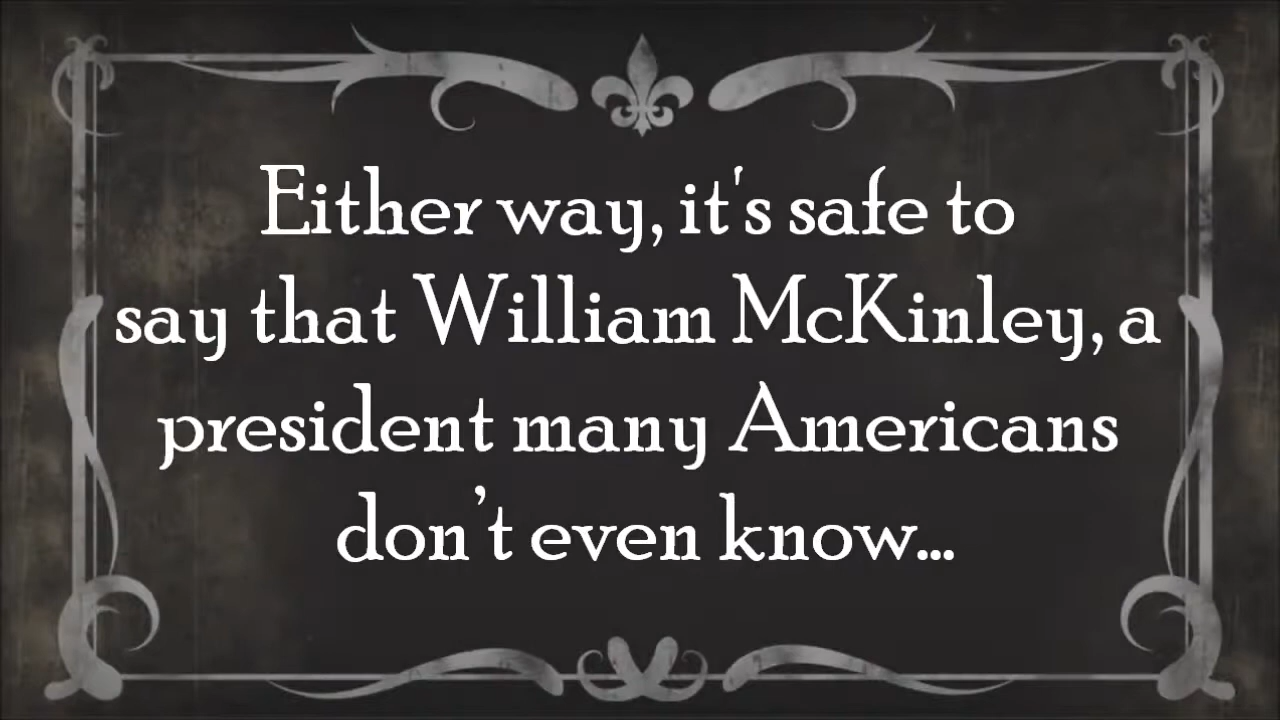 Either way, it's safe to
say that William McKinley, a
president many Americans
don’t even know...